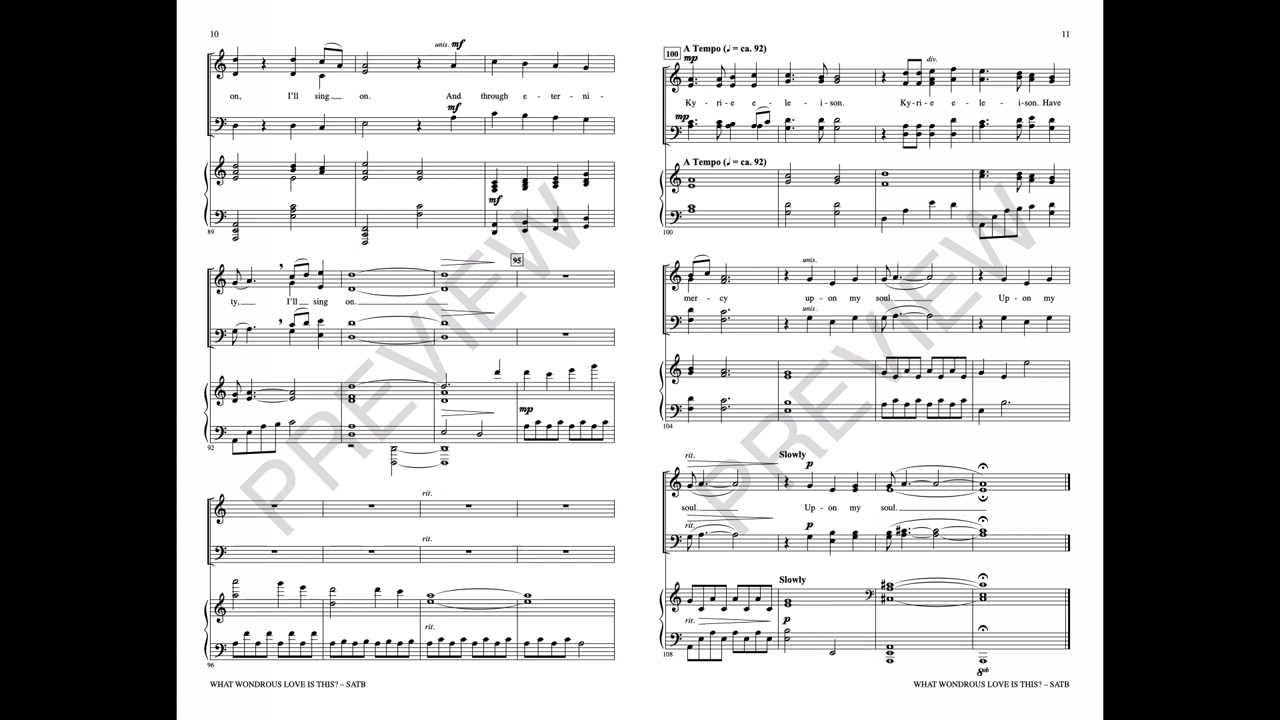 10
unis. mf
on, I'll sing on. And through e - ter - ni -
mf
mf
89
95
ty, I'll sing on.
mp
92
rit.
rit.
rit.
96
WHAT WONDROUS LOVE IS THIS? – SATB
11
100 A Tempo (♩ = ca. 92)
mp
div.
Ky - ri - e e - le - i - son. Ky - ri - e e - le - i - son. Have
mp
A Tempo (♩ = ca. 92)
100
unis.
mer - cy up - on my soul. Up - on my
unis.
104
rit. Slowly
p
soul. Up - on my soul.
rit. p
Slowly
rit. p
108
8vb
WHAT WONDROUS LOVE IS THIS? – SATB
PREVIEW
PREVIEW